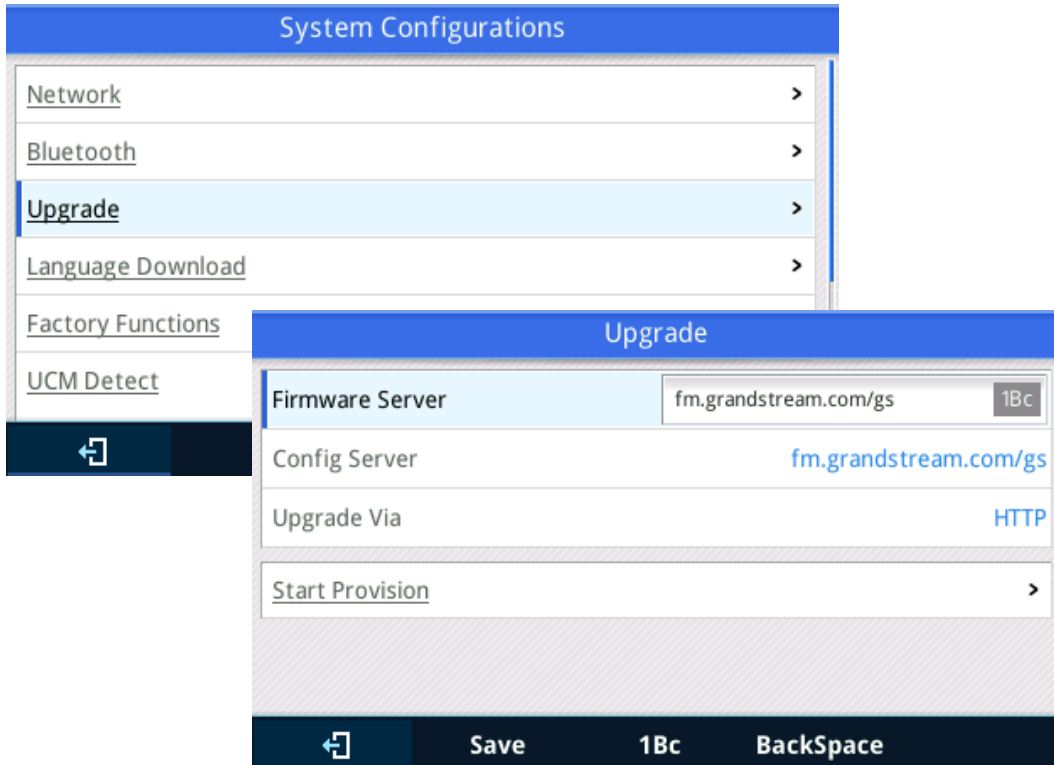 System Configurations
Network >
Bluetooth >
Upgrade >
Language Download >
Factory Functions
UCM Detect
Upgrade
Firmware Server fm.grandstream.com/gs 1Bc
Config Server fm.grandstream.com/gs
Upgrade Via HTTP
Start Provision >
Save 1Bc BackSpace